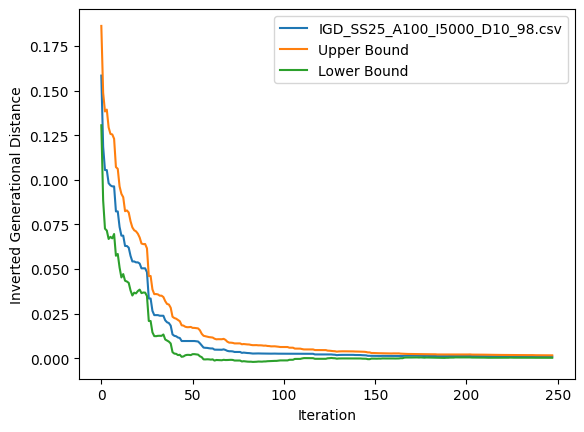 IGD_SS25_A100_I5000_D10_98.csv
Upper Bound
Lower Bound
Inverted Generational Distance
0.175
0.150
0.125
0.100
0.075
0.050
0.025
0.000
0 50 100 150 200 250
Iteration